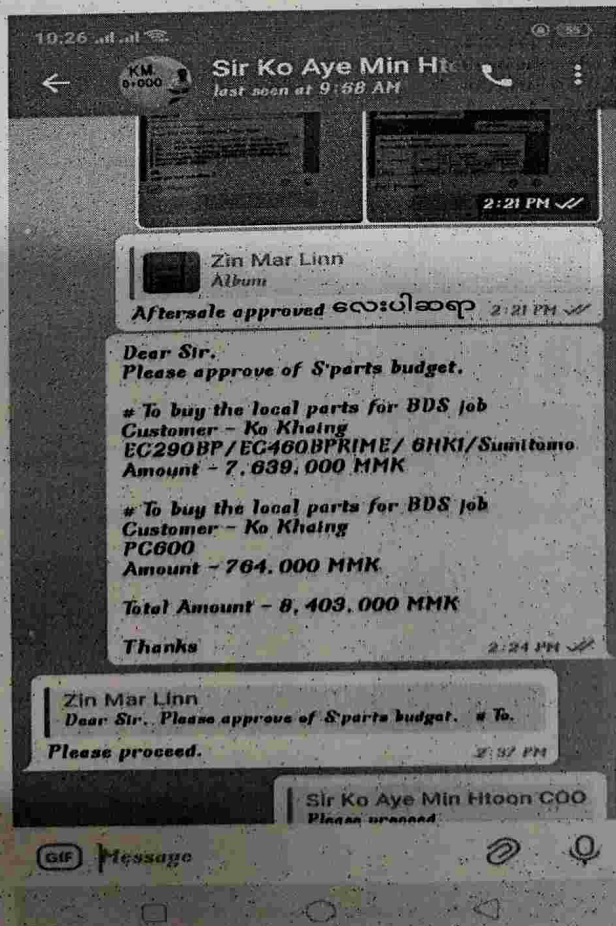 10:26
55
KM.
0+000
Sir Ko Aye Min Hto
last seen at 9:58 AM
2:21 PM
Zin Mar Linn
Album
Aftersale approved လေးပါဆရာ 2:21 PM
Dear Sir.
Please approve of S'parts budget.
# To buy the local parts for BDS job
Customer - Ko Khaing
EC290BP/EC460BPRIME/ 6HK1/Sumitomo
Amount - 7,639,000 MMK
# To buy the local parts for BDS job
Customer - Ko Khaing
PC600
Amount - 764,000 MMK
Total Amount - 8,403,000 MMK
Thanks 2:24 PM
Zin Mar Linn
Dear Sir.. Please approve of S'parts budget. # To.
Please proceed. 2:37 PM
Sir Ko Aye Min Htoon COO
Please proceed
GIF Message